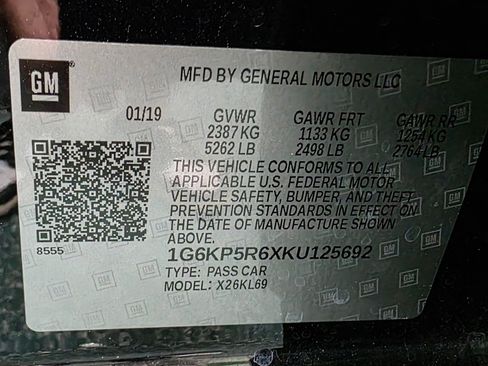 GM
MFD BY GENERAL MOTORS LLC
01/19 GVWR GAWR FRT GAWR RR
2387 KG 1133 KG 1254 KG
5262 LB 2498 LB 2764 LB
THIS VEHICLE CONFORMS TO ALL
APPLICABLE U.S. FEDERAL MOTOR
VEHICLE SAFETY, BUMPER, AND THEFT
PREVENTION STANDARDS IN EFFECT ON
THE DATE OF MANUFACTURE SHOWN
ABOVE.
8555
1G6KP5R6XKU125692
TYPE: PASS CAR
MODEL: X26KL69